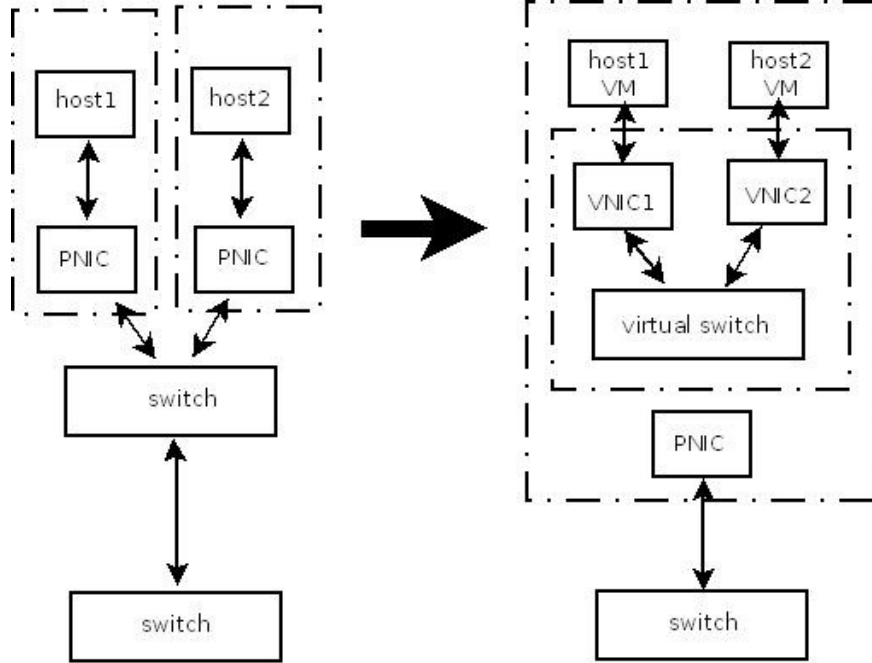 host1
host2
PNIC
PNIC
switch
switch
host1
VM
host2
VM
VNIC1
VNIC2
virtual switch
PNIC
switch